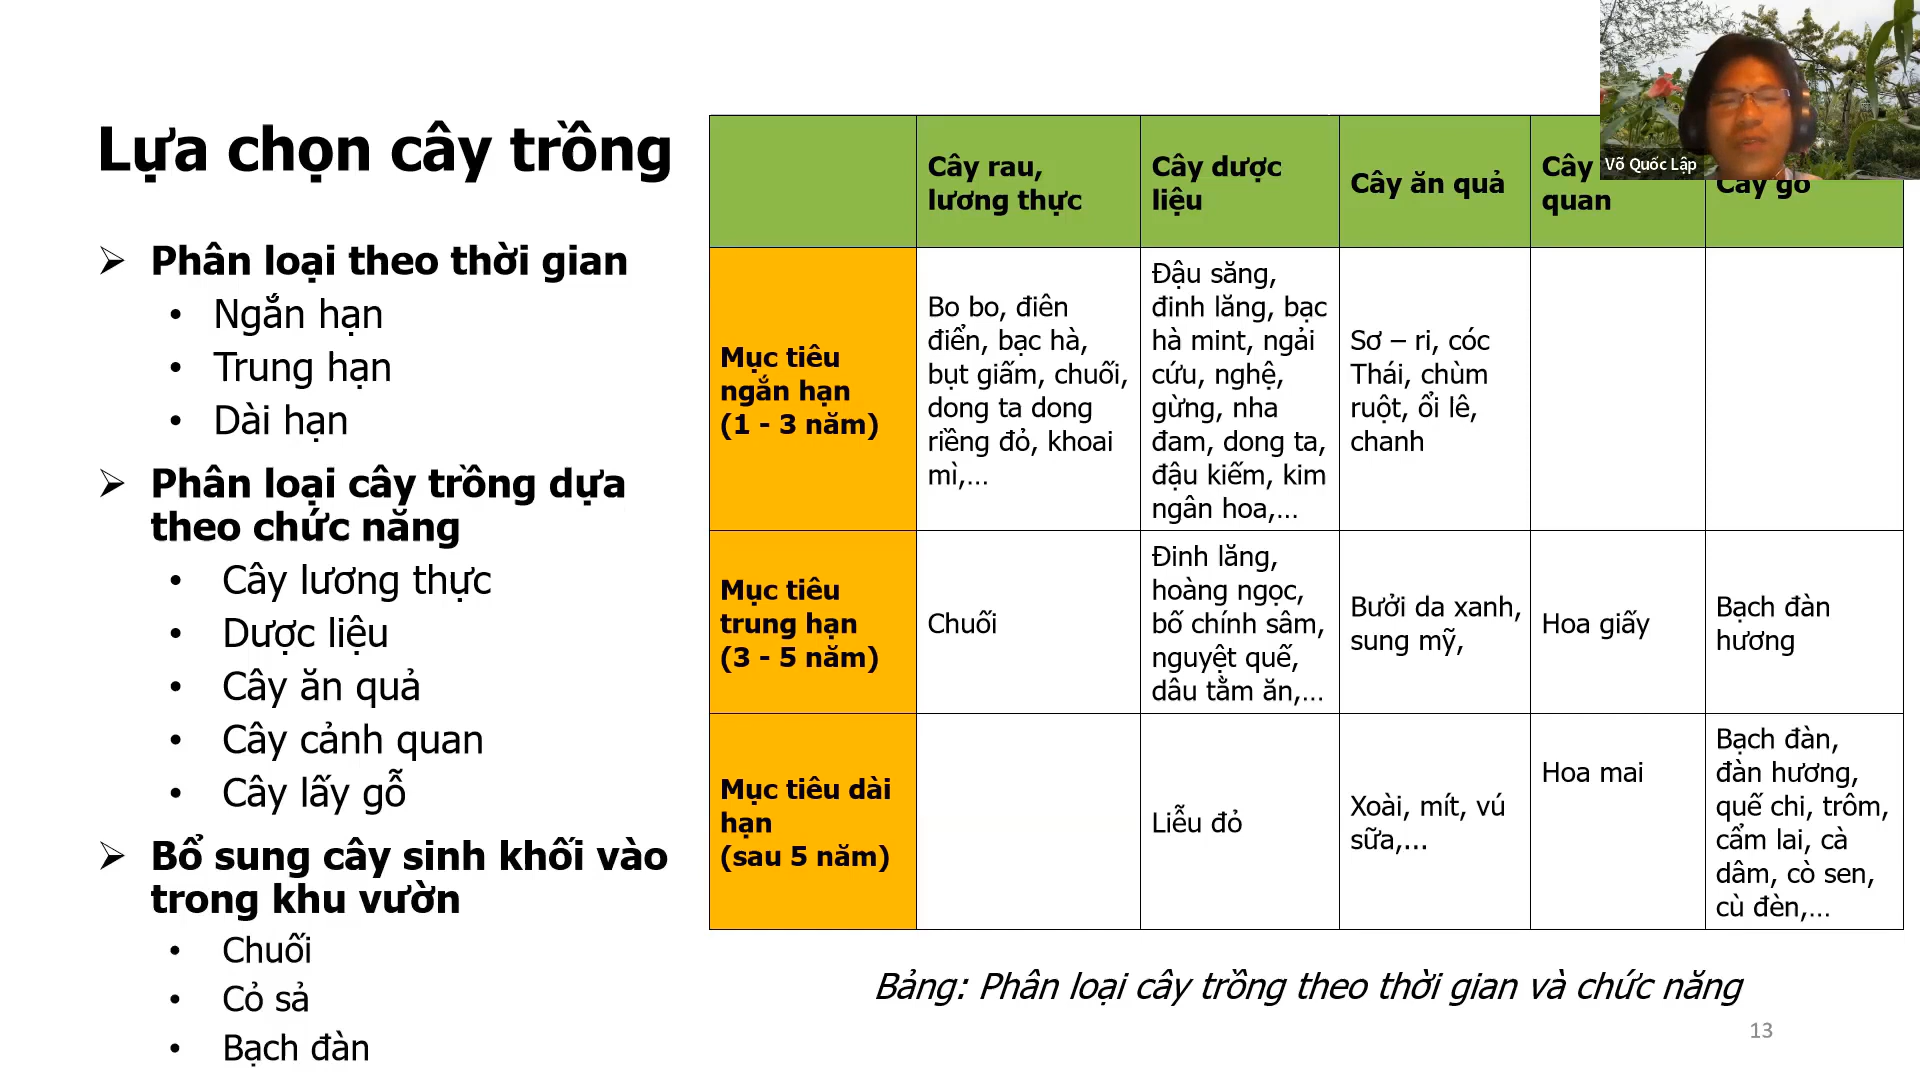 Lựa chọn cây trồng
Phân loại theo thời gian
Ngắn hạn
Trung hạn
Dài hạn
Phân loại cây trồng dựa
theo chức năng
Cây lương thực
Dược liệu
Cây ăn quả
Cây cảnh quan
Cây lấy gỗ
Bổ sung cây sinh khối vào
trong khu vườn
Chuối
Cỏ sả
Bạch đàn
Cây rau,
lương thực
Cây dược
liệu
Cây ăn quả
Cây
quan
Cây gỗ
Mục tiêu
ngắn hạn
(1 - 3 năm)
Bo bo, điên
điển, bạc hà,
bụt giấm, chuối,
dong ta dong
riềng đỏ, khoai
mì,...
Đậu săng,
đinh lăng, bạc
hà mint, ngải
cứu, nghệ,
gừng, nha
đam, dong ta,
đậu kiếm, kim
ngân hoa,...
Sơ – ri, cóc
Thái, chùm
ruột, ổi lê,
chanh
Mục tiêu
trung hạn
(3 - 5 năm)
Chuối
Đinh lăng,
hoàng ngọc,
bố chính sâm,
nguyệt quế,
dâu tằm ăn,...
Bưởi da xanh,
sung mỹ,
Hoa giấy
Bạch đàn
hương
Mục tiêu dài
hạn
(sau 5 năm)
Liễu đỏ
Xoài, mít, vú
sữa,...
Hoa mai
Bạch đàn,
đàn hương,
quế chi, trôm,
cẩm lai, cà
dâm, cò sen,
cù đèn,...
Bảng: Phân loại cây trồng theo thời gian và chức năng
13
Võ Quốc Lập